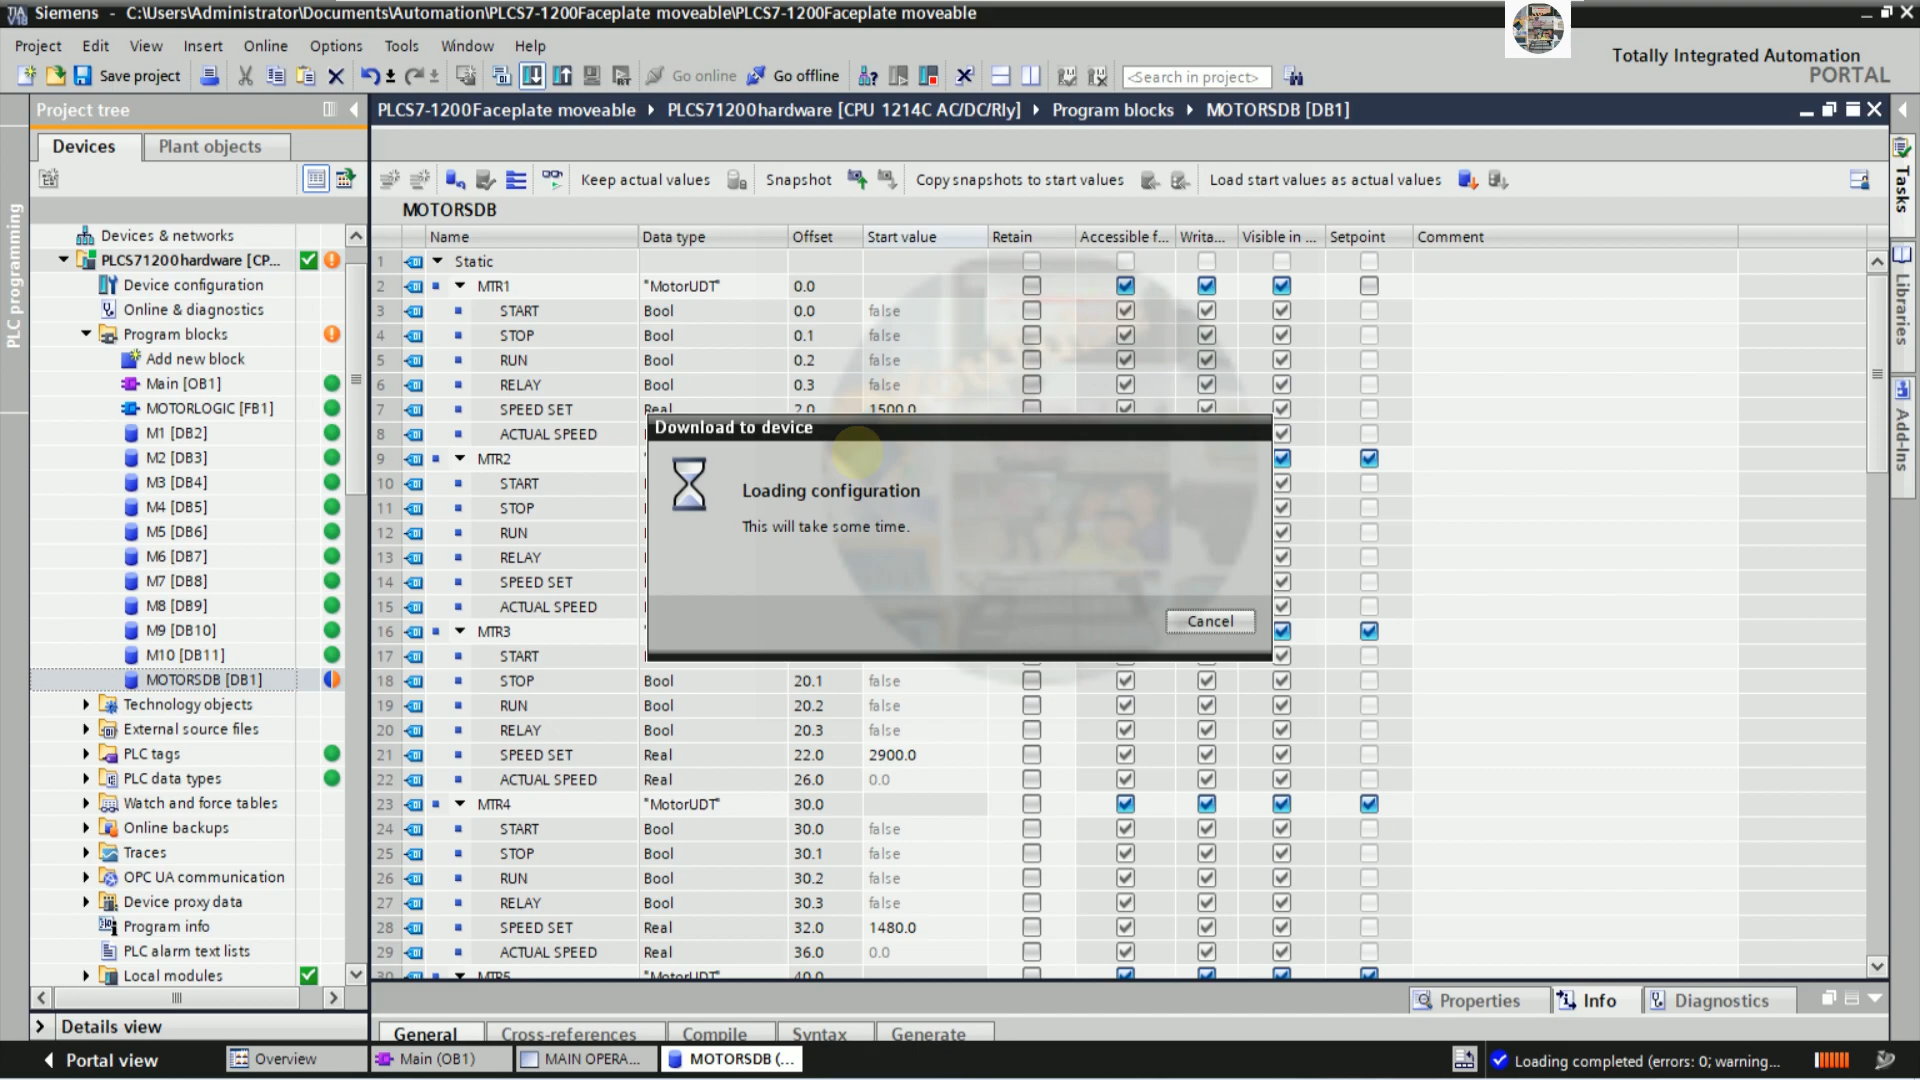 Siemens - C:\Users\Administrator\Documents\Automation\PLCS7-1200Faceplate moveable\PLCS7-1200Faceplate moveable
Project Edit View Insert Online Options Tools Window Help
Totally Integrated Automation
PORTAL
Save project
Go online
Go offline
<Search in project>
Project tree
PLCS7-1200Faceplate moveable
PLCS71200hardware [CPU 1214C AC/DC/Rly]
Program blocks
MOTORSDB [DB1]
Devices
Plant objects
Keep actual values
Snapshot
Copy snapshots to start values
Load start values as actual values
MOTORSDB
Devices & networks
PLCS71200hardware [CP...
Device configuration
Online & diagnostics
Program blocks
Add new block
Main [OB1]
MOTORLOGIC [FB1]
M1 [DB2]
M2 [DB3]
M3 [DB4]
M4 [DB5]
M5 [DB6]
M6 [DB7]
M7 [DB8]
M8 [DB9]
M9 [DB10]
M10 [DB11]
MOTORSDB [DB1]
Technology objects
External source files
PLC tags
PLC data types
Watch and force tables
Online backups
Traces
OPC UA communication
Device proxy data
Program info
PLC alarm text lists
Local modules
Details view
PLC programming
Name Data type Offset Start value Retain Accessible f... Writa... Visible in ... Setpoint Comment
1 Static
2 MTR1 "MotorUDT" 0.0
3 START Bool 0.0 false
4 STOP Bool 0.1 false
5 RUN Bool 0.2 false
6 RELAY Bool 0.3 false
7 SPEED SET Real 2.0 1500.0
8 ACTUAL SPEED
9 MTR2
10 START
11 STOP
12 RUN
13 RELAY
14 SPEED SET
15 ACTUAL SPEED
16 MTR3
17 START
18 STOP Bool 20.1 false
19 RUN Bool 20.2 false
20 RELAY Bool 20.3 false
21 SPEED SET Real 22.0 2900.0
22 ACTUAL SPEED Real 26.0 0.0
23 MTR4 "MotorUDT" 30.0
24 START Bool 30.0 false
25 STOP Bool 30.1 false
26 RUN Bool 30.2 false
27 RELAY Bool 30.3 false
28 SPEED SET Real 32.0 1480.0
29 ACTUAL SPEED Real 36.0 0.0
30 MTR5 "MotorUDT" 40.0
Download to device
Loading configuration
This will take some time.
Cancel
Tasks
Libraries
Add-Ins
Properties
Info
Diagnostics
General
Cross-references
Compile
Syntax
Generate
Portal view
Overview
Main (OB1)
MAIN OPERA...
MOTORSDB (...
Loading completed (errors: 0; warning...